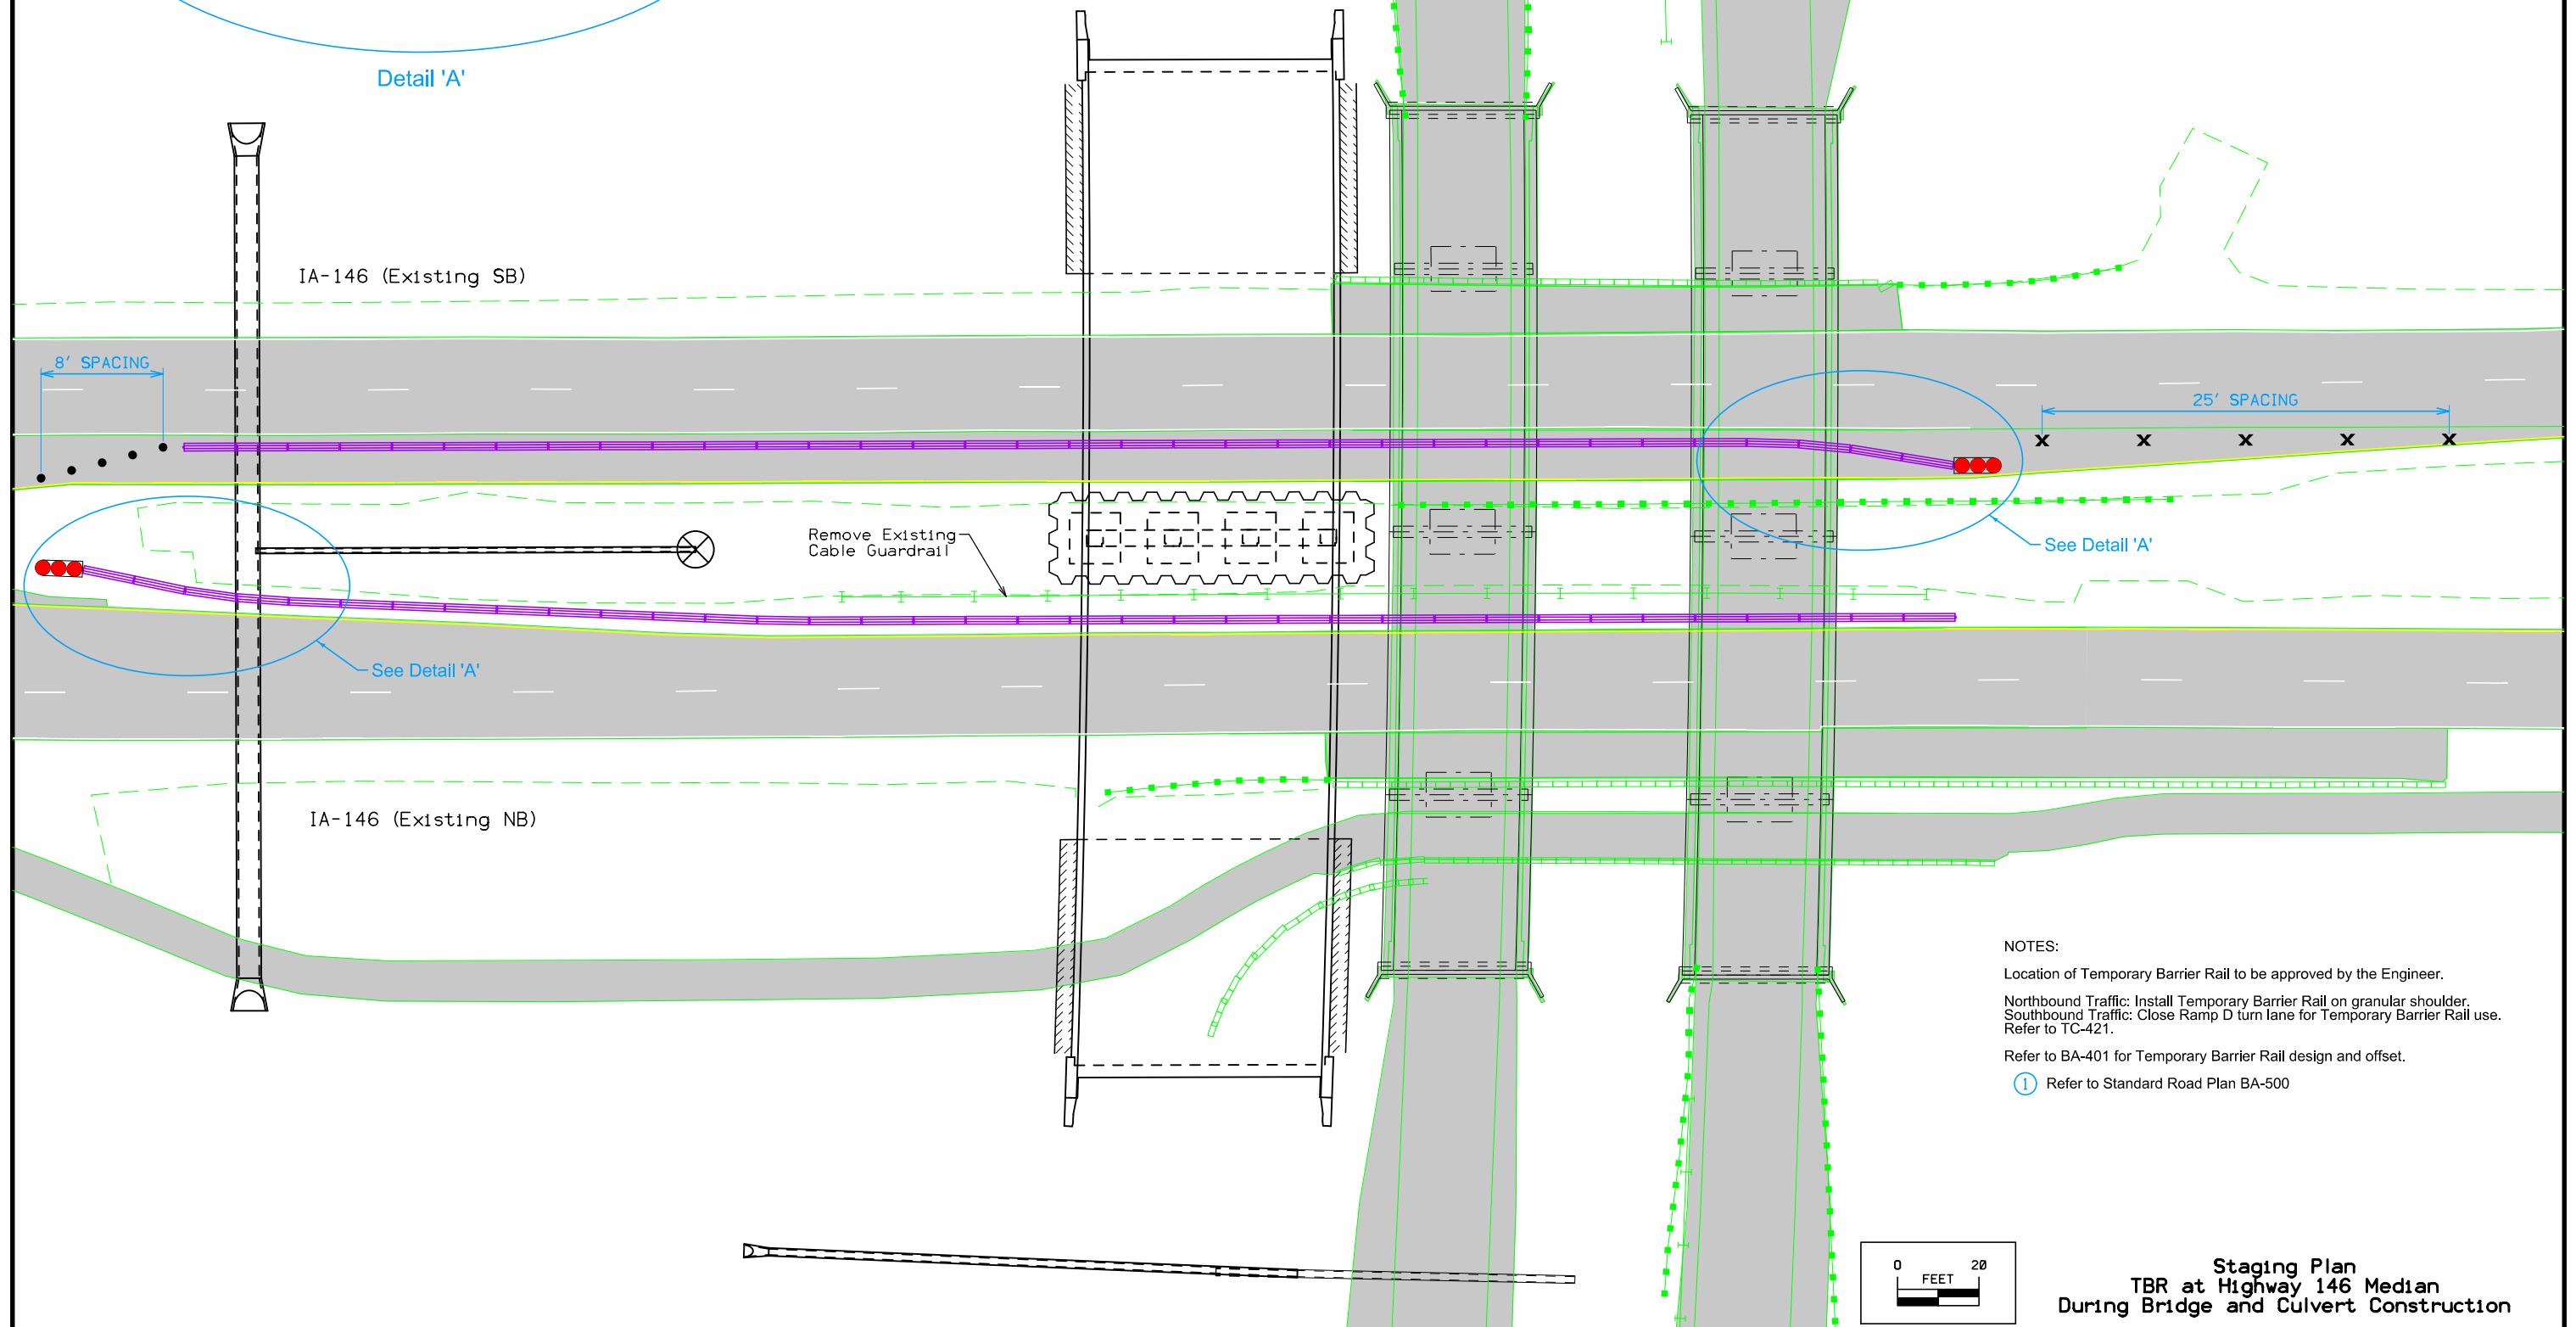 Detail 'A'
IA-146 (Existing SB)
8' SPACING
25' SPACING
Remove Existing
Cable Guardrail
See Detail 'A'
See Detail 'A'
IA-146 (Existing NB)
NOTES:
Location of Temporary Barrier Rail to be approved by the Engineer.
Northbound Traffic: Install Temporary Barrier Rail on granular shoulder.
Southbound Traffic: Close Ramp D turn lane for Temporary Barrier Rail use.
Refer to TC-421.
Refer to BA-401 for Temporary Barrier Rail design and offset.
1 Refer to Standard Road Plan BA-500
0 20
FEET
Staging Plan
TBR at Highway 146 Median
During Bridge and Culvert Construction